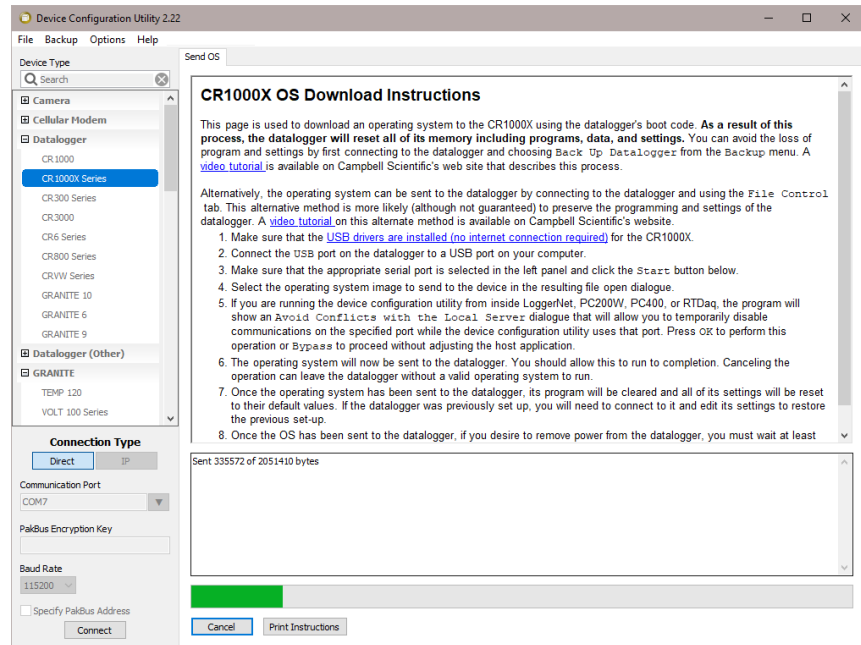 Device Configuration Utility 2.22
File Backup Options Help
Device Type
Search
Camera
Cellular Modem
Datalogger
CR1000
CR1000X Series
CR300 Series
CR3000
CR6 Series
CR800 Series
CRVW Series
GRANITE 10
GRANITE 6
GRANITE 9
Datalogger (Other)
GRANITE
TEMP 120
VOLT 100 Series
Connection Type
Direct IP
Communication Port
COM7
PakBus Encryption Key
Baud Rate
115200
Specify PakBus Address
Connect
Send OS
CR1000X OS Download Instructions
This page is used to download an operating system to the CR1000X using the datalogger's boot code. As a result of this
process, the datalogger will reset all of its memory including programs, data, and settings. You can avoid the loss of
program and settings by first connecting to the datalogger and choosing Back Up Datalogger from the Backup menu. A
video tutorial is available on Campbell Scientific's web site that describes this process.
Alternatively, the operating system can be sent to the datalogger by connecting to the datalogger and using the File Control
tab. This alternative method is more likely (although not guaranteed) to preserve the programming and settings of the
datalogger. A video tutorial on this alternate method is available on Campbell Scientific's website.
1. Make sure that the USB drivers are installed (no internet connection required) for the CR1000X.
2. Connect the USB port on the datalogger to a USB port on your computer.
3. Make sure that the appropriate serial port is selected in the left panel and click the Start button below.
4. Select the operating system image to send to the device in the resulting file open dialogue.
5. If you are running the device configuration utility from inside LoggerNet, PC200W, PC400, or RTDaq, the program will
show an Avoid Conflicts with the Local Server dialogue that will allow you to temporarily disable
communications on the specified port while the device configuration utility uses that port. Press OK to perform this
operation or Bypass to proceed without adjusting the host application.
6. The operating system will now be sent to the datalogger. You should allow this to run to completion. Canceling the
operation can leave the datalogger without a valid operating system to run.
7. Once the operating system has been sent to the datalogger, its program will be cleared and all of its settings will be reset
to their default values. If the datalogger was previously set up, you will need to connect to it and edit its settings to restore
the previous set-up.
8. Once the OS has been sent to the datalogger, if you desire to remove power from the datalogger, you must wait at least
Sent 335572 of 2051410 bytes
Cancel Print Instructions